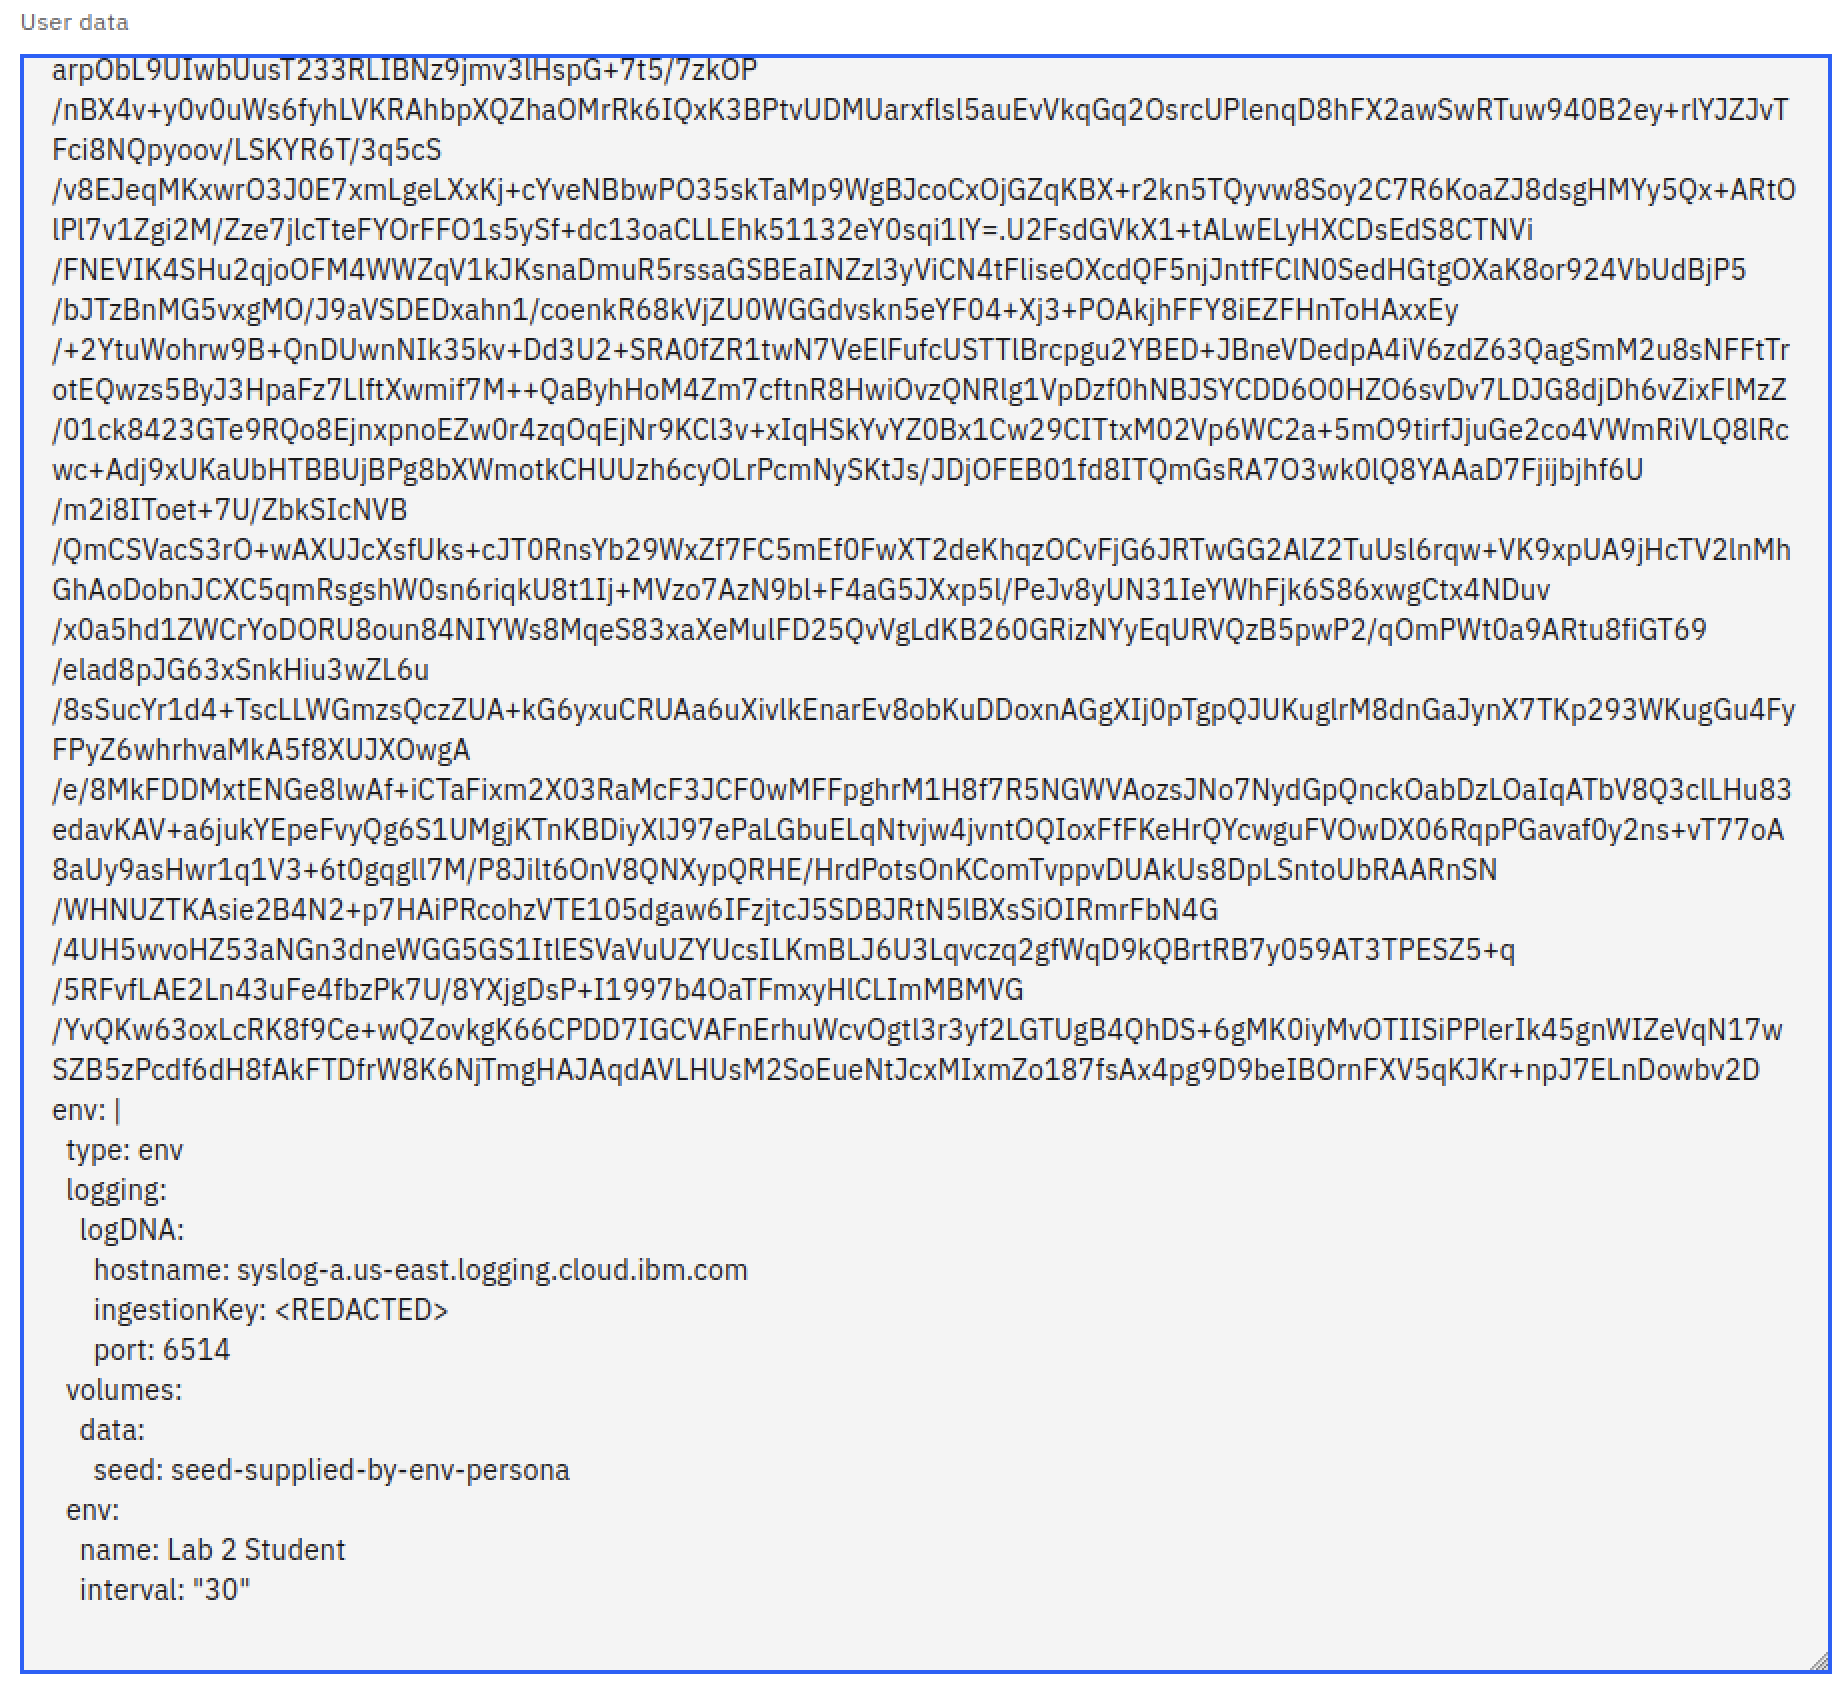 User data
arpObL9UIwbUusT233RLIBNz9jmv3lHspG+7t5/7zkOP
/nBX4v+y0v0uWs6fyhLVKRAhbpXQZhaOMrRk6IQxK3BPtvUDMUarxflsl5auEvVkqGq2OsrcUPlenqD8hFX2awSwRTuw940B2ey+rlYJZJvT
Fci8NQpyoov/LSKYR6T/3q5cS
/v8EJeqMKxwrO3J0E7xmLgeLXxKj+cYveNBbwPO35skTaMp9WgBJcoCxOjGZqKBX+r2kn5TQyvw8Soy2C7R6KoaZJ8dsgHMYy5Qx+ARtO
lPl7v1Zgi2M/Zze7jlcTteFYOrFFO1s5ySf+dc13oaCLLEhk51132eY0sqi1lY=.U2FsdGVkX1+tALwELyHXCDsEdS8CTNVi
/FNEVIK4SHu2qjoOFM4WWZqV1kJKsnaDmuR5rssaGSBEaINZzl3yViCN4tFliseOXcdQF5njJntfFClN0SedHGtgOXaK8or924VbUdBjP5
/bJTzBnMG5vxgMO/J9aVSDEDxahn1/coenkR68kVjZU0WGGdvskn5eYF04+Xj3+POAkjhFFY8iEZFHnToHAxxEy
/+2YtuWohrw9B+QnDUwnNIk35kv+Dd3U2+SRA0fZR1twN7VeElFufcUSTTlBrcpgu2YBED+JBneVDedpA4iV6zdZ63QagSmM2u8sNFFtTr
otEQwzs5ByJ3HpaFz7LlftXwmif7M++QaByhHoM4Zm7cftnR8HwiOvzQNRlg1VpDzf0hNBJSYCDD6O0HZO6svDv7LDJG8djDh6vZixFlMzZ
/01ck8423GTe9RQo8EjnxpnoEZw0r4zqOqEjNr9KCl3v+xIqHSkYvYZ0Bx1Cw29CITtxM02Vp6WC2a+5mO9tirfJjuGe2co4VWmRiVLQ8lRc
wc+Adj9xUKaUbHTBBUjBPg8bXWmotkCHUUzh6cyOLrPcmNySKtJs/JDjOFEB01fd8ITQmGsRA7O3wk0lQ8YAAaD7Fjijbjhf6U
/m2i8IToet+7U/ZbkSIcNVB
/QmCSVacS3rO+wAXUJcXsfUks+cJT0RnsYb29WxZf7FC5mEf0FwXT2deKhqzOCvFjG6JRTwGG2AlZ2TuUsl6rqw+VK9xpUA9jHcTV2lnMh
GhAoDobnJCXC5qmRsgshW0sn6riqkU8t1Ij+MVzo7AzN9bl+F4aG5JXxp5l/PeJv8yUN31IeYWhFjk6S86xwgCtx4NDuv
/x0a5hd1ZWCrYoDORU8oun84NIYWs8MqeS83xaXeMulFD25QvVgLdKB260GRizNYyEqURVQzB5pwP2/qOmPWt0a9ARtu8fiGT69
/elad8pJG63xSnkHiu3wZL6u
/8sSucYr1d4+TscLLWGmzsQczZUA+kG6yxuCRUAa6uXivlkEnarEv8obKuDDoxnAGgXIj0pTgpQJUKuglrM8dnGaJynX7TKp293WKugGu4Fy
FPyZ6whrhvaMkA5f8XUJXOwgA
/e/8MkFDDMxtENGe8lwAf+iCTaFixm2X03RaMcF3JCF0wMFFpghrM1H8f7R5NGWVAozsJNo7NydGpQnckOabDzLOaIqATbV8Q3clLHu83
edavKAV+a6jukYEpeFvyQg6S1UMgjKTnKBDiyXlJ97ePaLGbuELqNtvjw4jvntOQIoxFfFKeHrQYcwguFVOwDX06RqpPGavaf0y2ns+vT77oA
8aUy9asHwr1q1V3+6t0gqgll7M/P8Jilt6OnV8QNXypQRHE/HrdPotsOnKComTvppvDUAkUs8DpLSntoUbRAARnSN
/WHNUZTKAsie2B4N2+p7HAiPRcohzVTE105dgaw6IFzjtcJ5SDBJRtN5lBXsSiOIRmrFbN4G
/4UH5wvoHZ53aNGn3dneWGG5GS1ItlESVaVuUZYUcsILKmBLJ6U3Lqvczq2gfWqD9kQBrtRB7y059AT3TPESZ5+q
/5RFvfLAE2Ln43uFe4fbzPk7U/8YXjgDsP+I1997b4OaTFmxyHlCLImMBMVG
/YvQKw63oxLcRK8f9Ce+wQZovkgK66CPDD7IGCVAFnErhuWcvOgtl3r3yf2LGTUgB4QhDS+6gMK0iyMvOTIISiPPlerIk45gnWIZeVqN17w
SZB5zPcdf6dH8fAkFTDfrW8K6NjTmgHAJAqdAVLHUsM2SoEueNtJcxMIxmZo187fsAx4pg9D9beIBOrnFXV5qKJKr+npJ7ELnDowbv2D
env: |
  type: env
  logging:
    logDNA:
      hostname: syslog-a.us-east.logging.cloud.ibm.com
      ingestionKey: <REDACTED>
      port: 6514
  volumes:
    data:
      seed: seed-supplied-by-env-persona
  env:
    name: Lab 2 Student
    interval: "30"